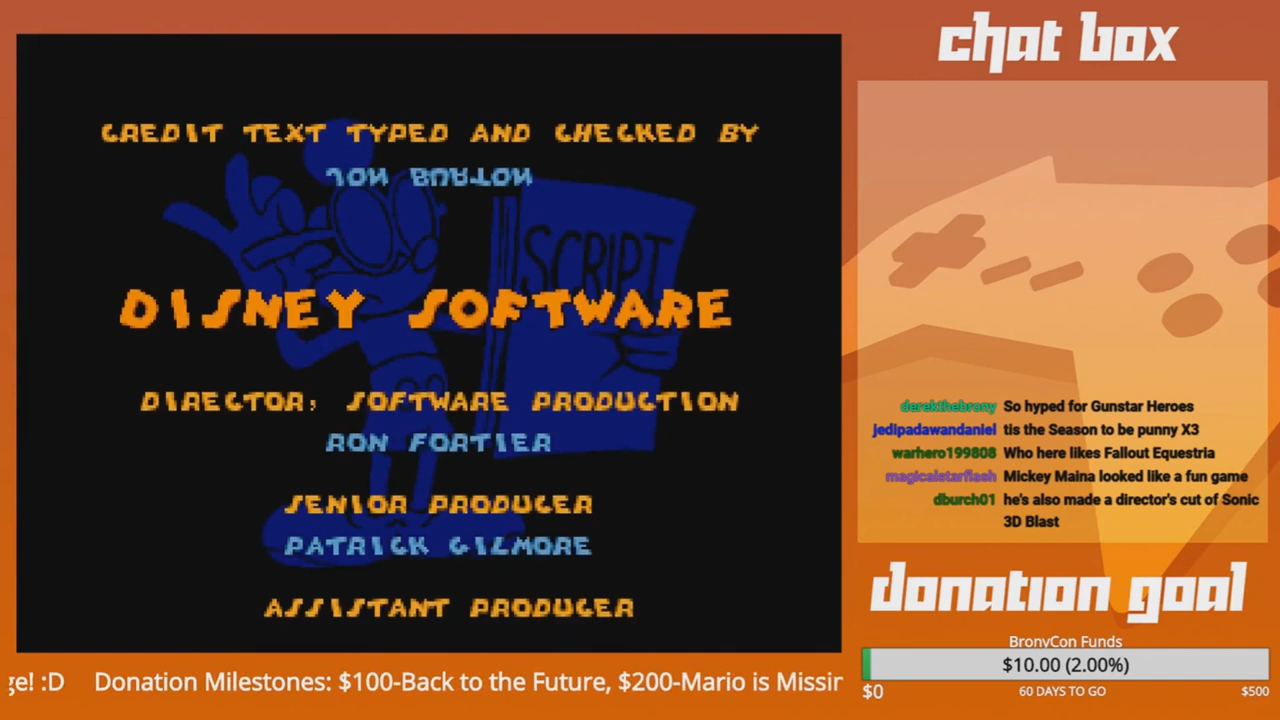 CREDIT TEXT TYPED AND CHECKED BY
JON BURTON
SCRIPT
DISNEY SOFTWARE
DIRECTOR, SOFTWARE PRODUCTION
RON FORTIER
SENIOR PRODUCER
PATRICK GILMORE
ASSISTANT PRODUCER
chat box
derekthebrony So hyped for Gunstar Heroes
jedipadawandaniel tis the Season to be punny X3
warhero199808 Who here likes Fallout Equestria
magicalstarflash Mickey Maina looked like a fun game
dburch01 he's also made a director's cut of Sonic
3D Blast
donation goal
BronyCon Funds
$10.00 (2.00%)
$0 60 DAYS TO GO $500
ge! :D Donation Milestones: $100-Back to the Future, $200-Mario is Missin